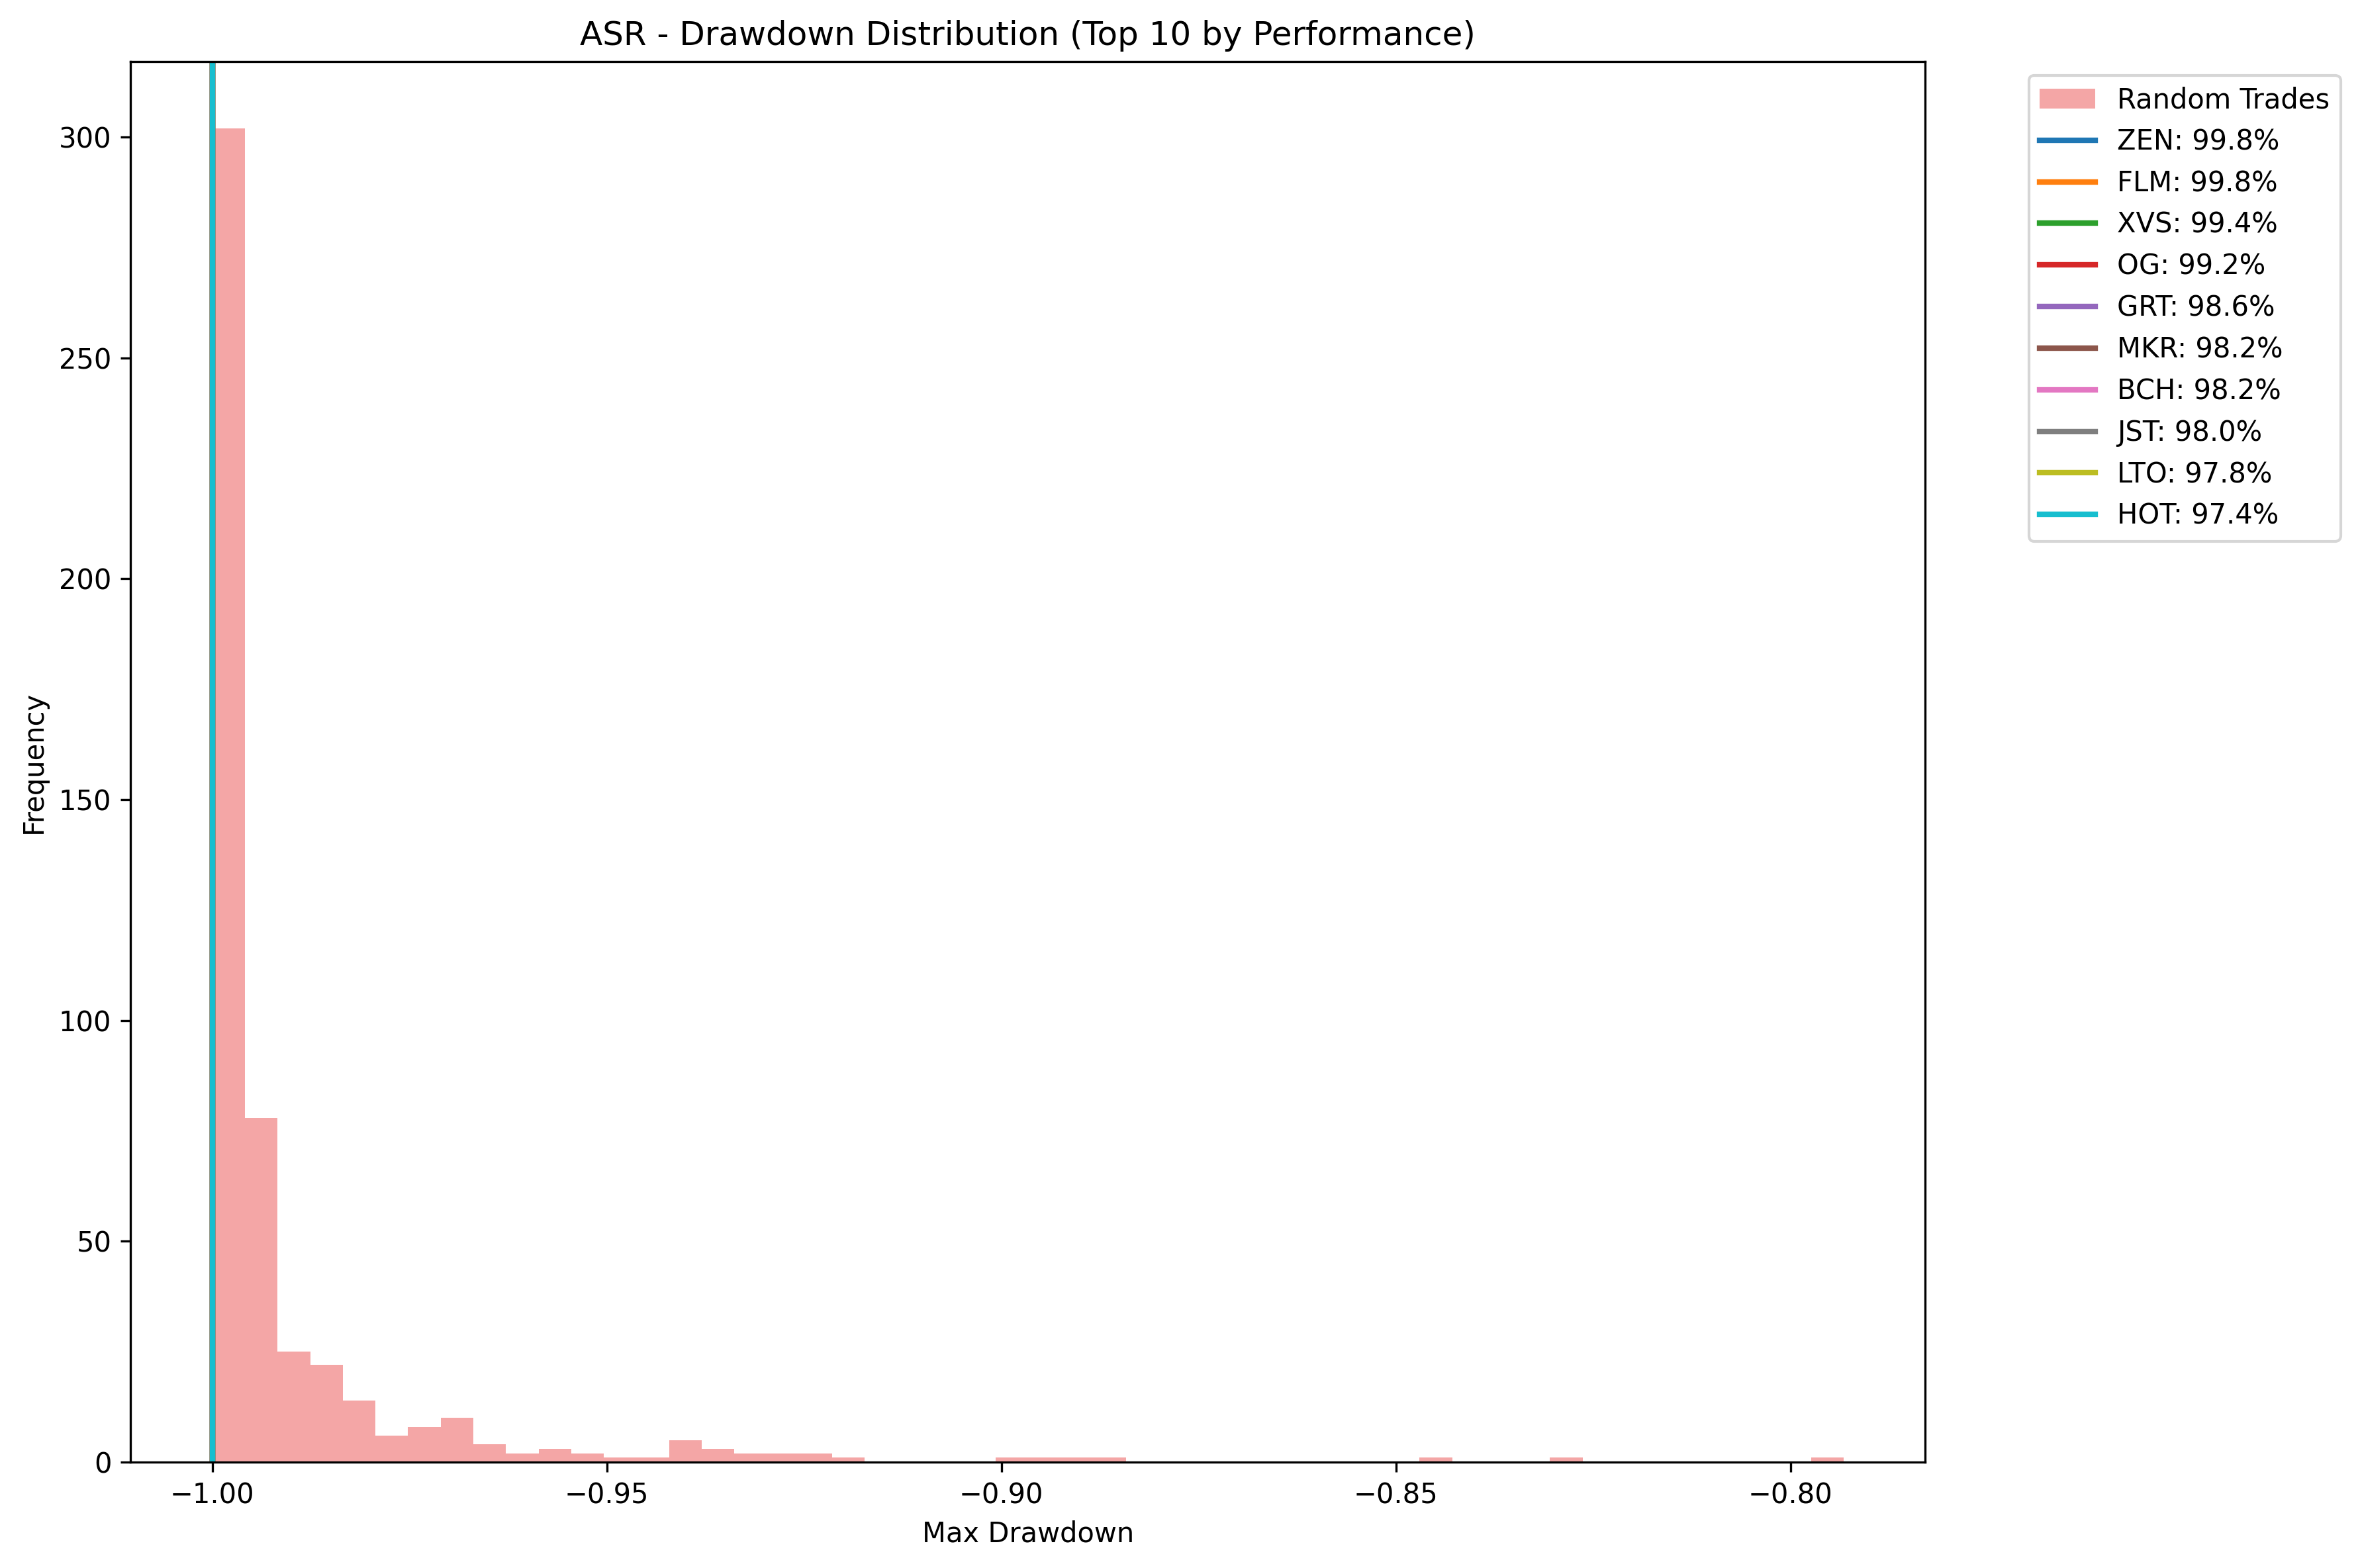 ASR - Drawdown Distribution (Top 10 by Performance)
Random Trades
ZEN: 99.8%
FLM: 99.8%
XVS: 99.4%
OG: 99.2%
GRT: 98.6%
MKR: 98.2%
BCH: 98.2%
JST: 98.0%
LTO: 97.8%
HOT: 97.4%
Frequency
300
250
200
150
100
50
0
−1.00
−0.95
−0.90
−0.85
−0.80
Max Drawdown